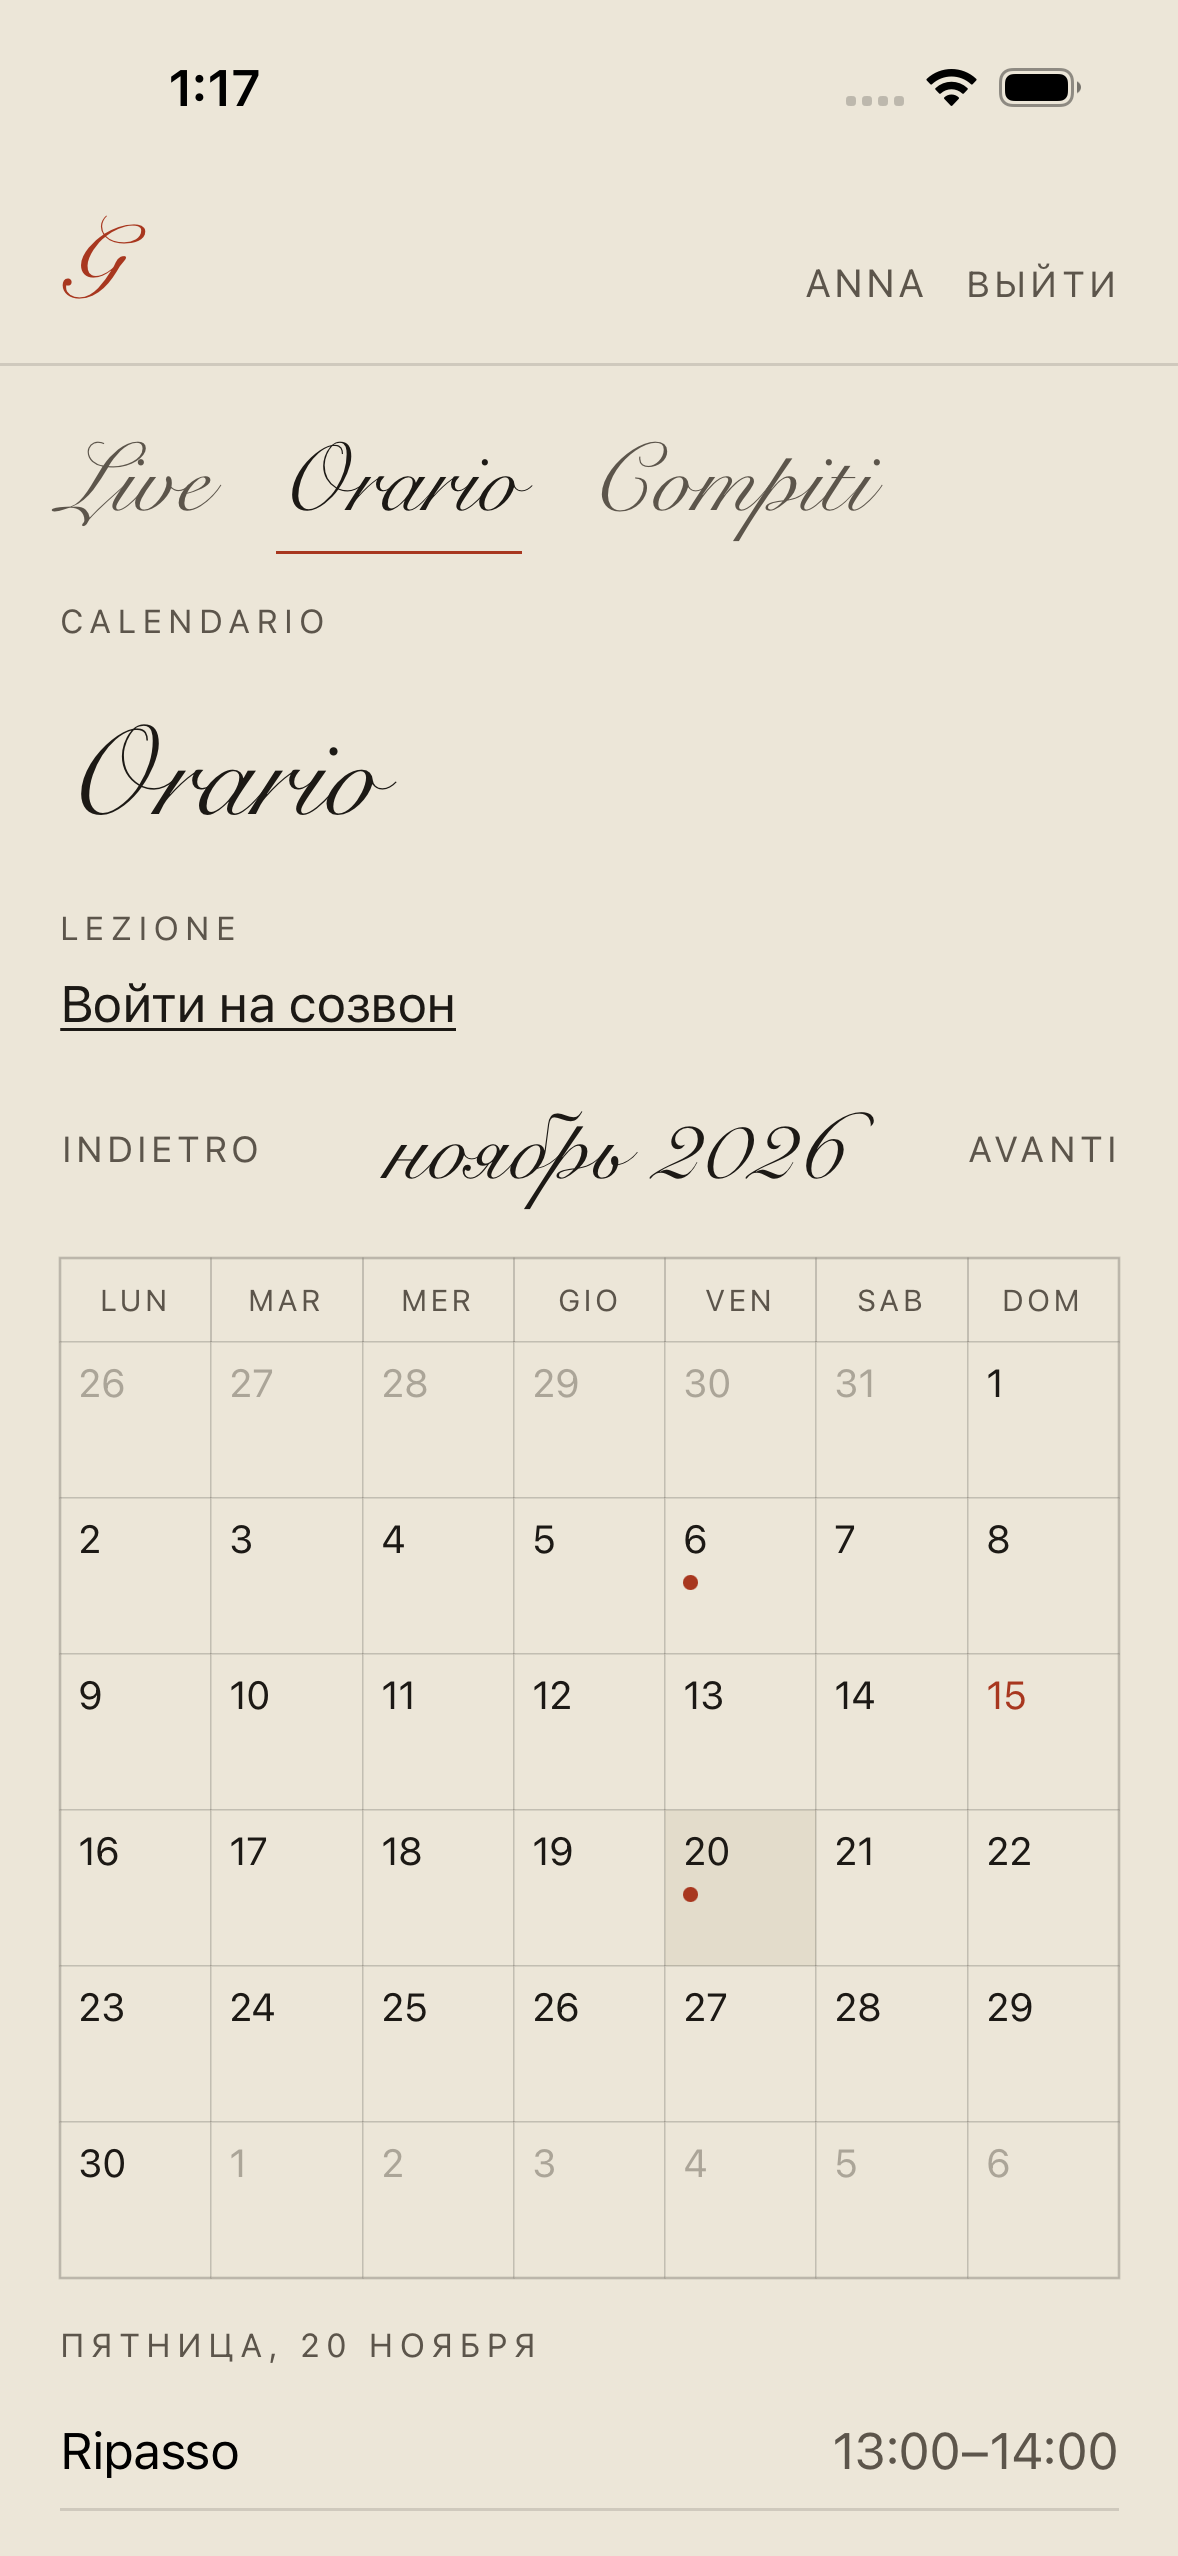 1:17
G
ANNA ВЫЙТИ
Live Orario Compiti
CALENDARIO
Orario
LEZIONE
Войти на созвон
INDIETRO ноябрь 2026 AVANTI
LUN MAR MER GIO VEN SAB DOM
26 27 28 29 30 31 1
2 3 4 5 6 7 8
9 10 11 12 13 14 15
16 17 18 19 20 21 22
23 24 25 26 27 28 29
30 1 2 3 4 5 6
ПЯТНИЦА, 20 НОЯБРЯ
Ripasso 13:00–14:00